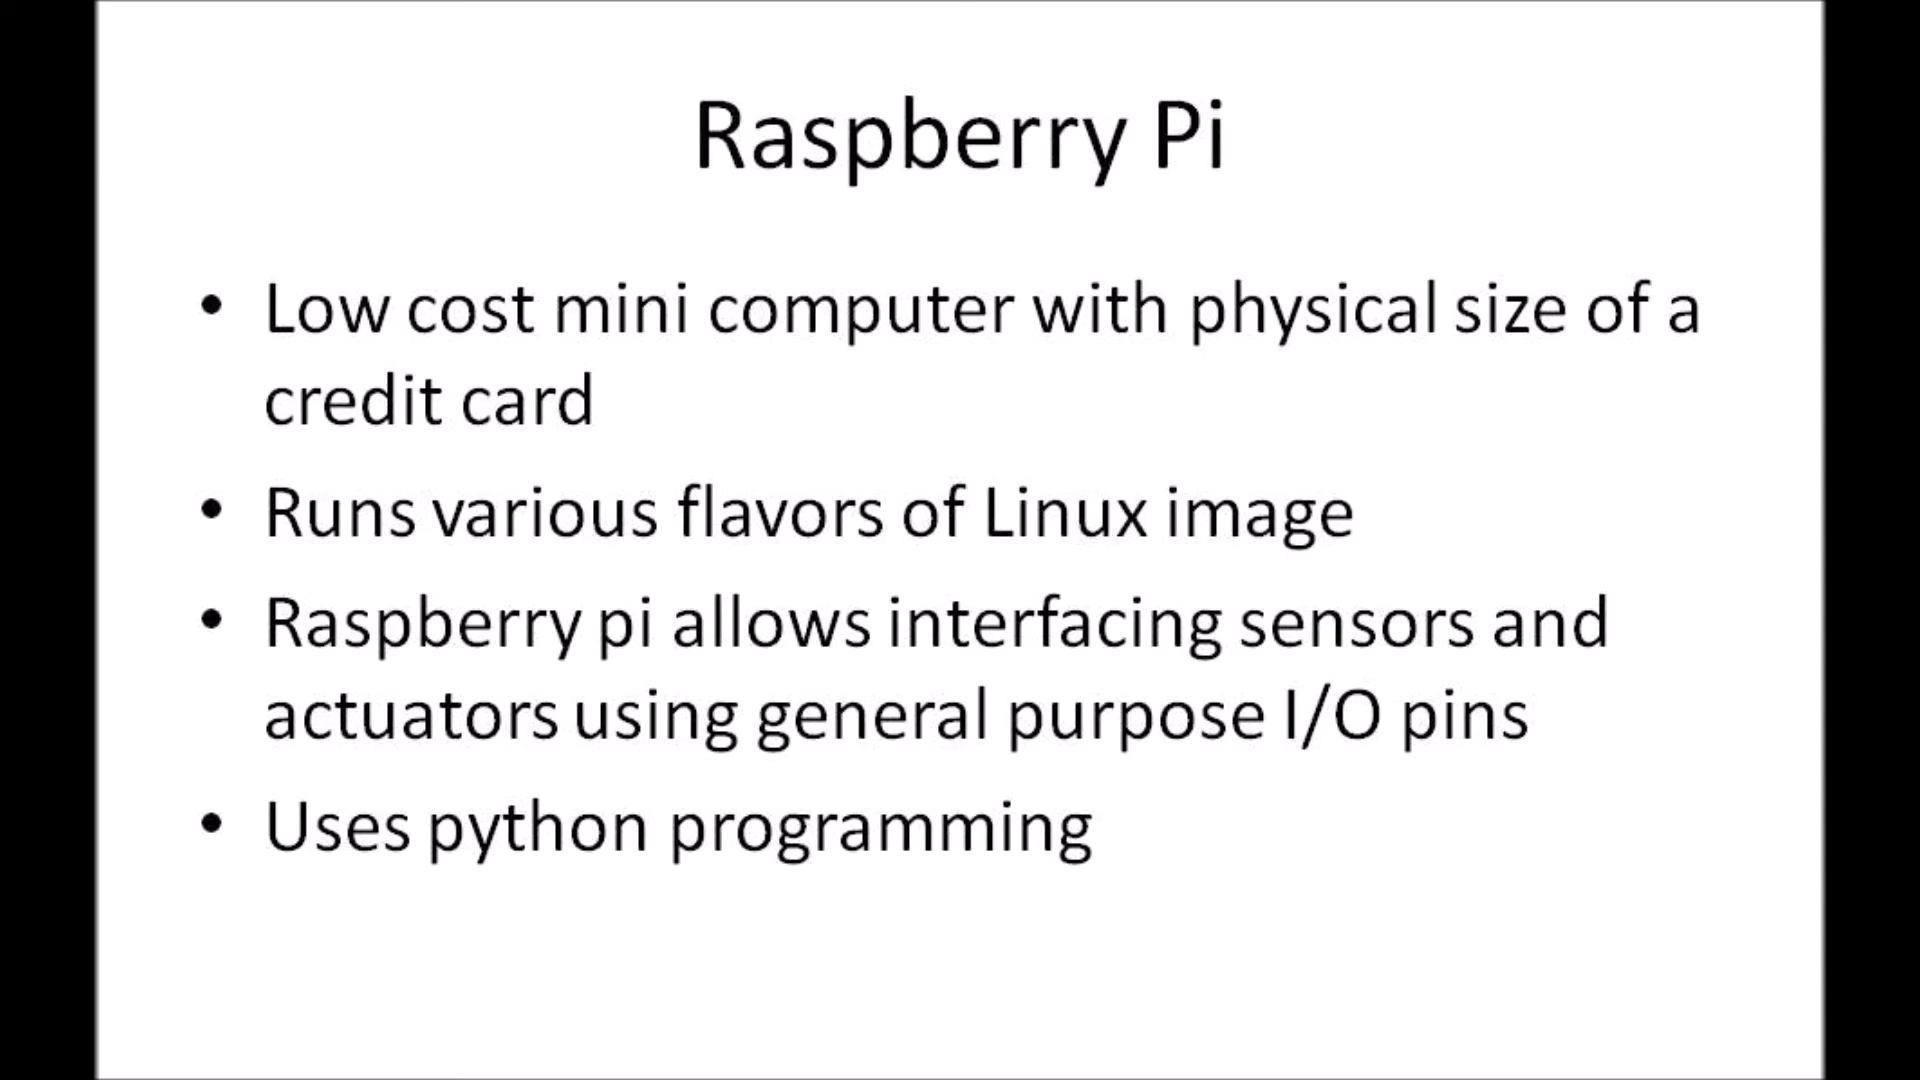 Raspberry Pi
• Low cost mini computer with physical size of a
credit card
• Runs various flavors of Linux image
• Raspberry pi allows interfacing sensors and
actuators using general purpose I/O pins
• Uses python programming